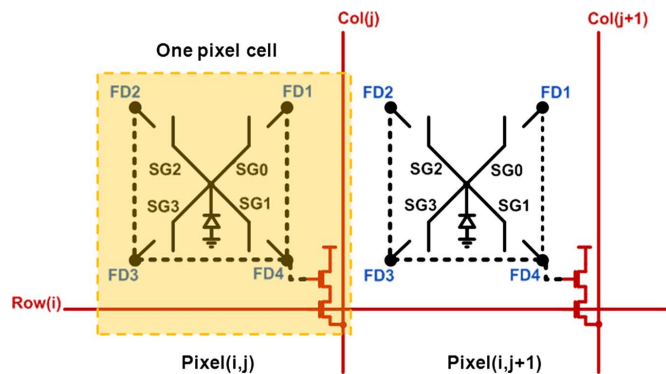 Col(j)
Col(j+1)
One pixel cell
FD2
FD1
FD2
FD1
SG2
SG0
SG2
SG0
SG3
SG1
SG3
SG1
FD3
FD4
FD3
FD4
Row(i)
Pixel(i,j)
Pixel(i,j+1)